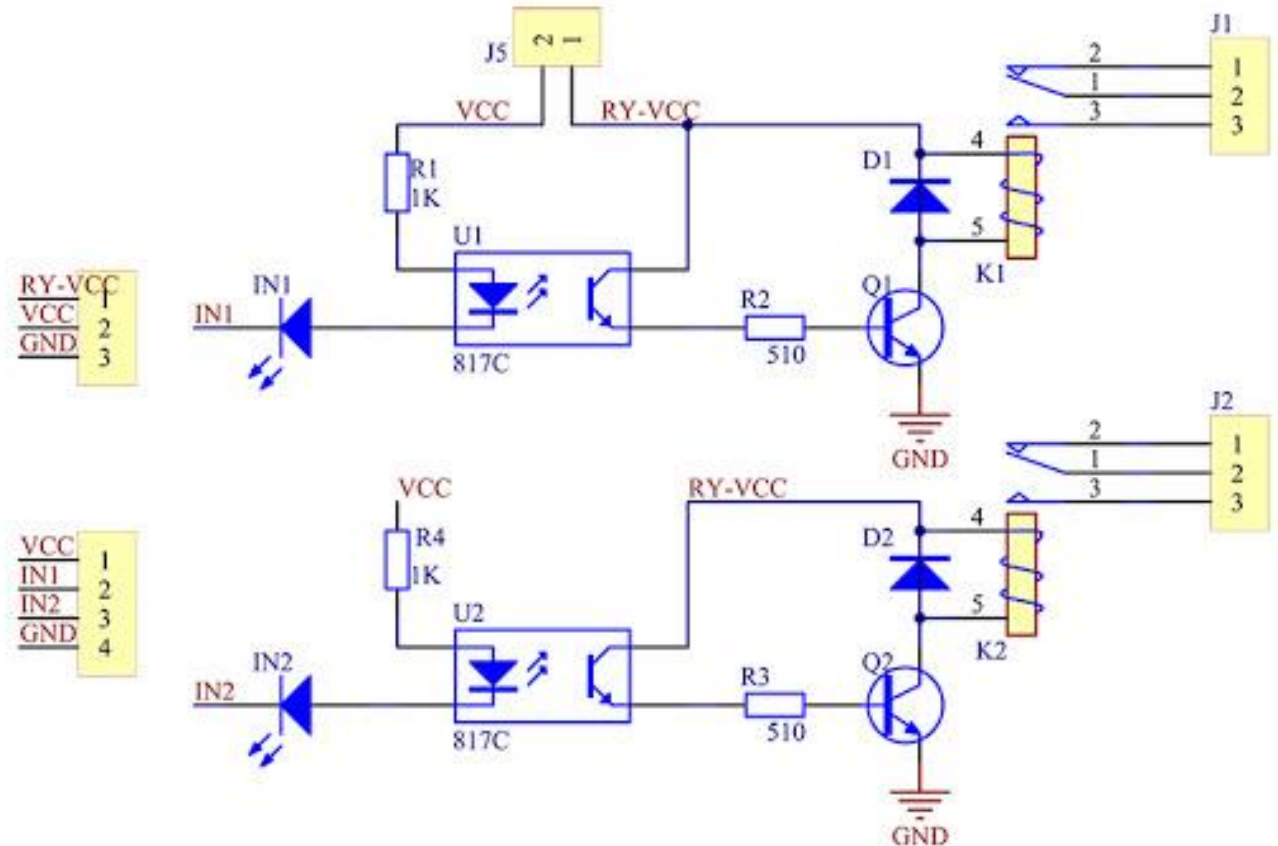 J5
2 1
VCC
RY-VCC
J1
2 1
1 2
3 3
R1
1K
D1
4
5
K1
U1
817C
RY-VCC 1
VCC 2
GND 3
IN1
IN1
R2
510
Q1
GND
J2
2 1
1 2
3 3
VCC
RY-VCC
R4
1K
D2
4
5
K2
U2
817C
VCC 1
IN1 2
IN2 3
GND 4
IN2
IN2
R3
510
Q2
GND